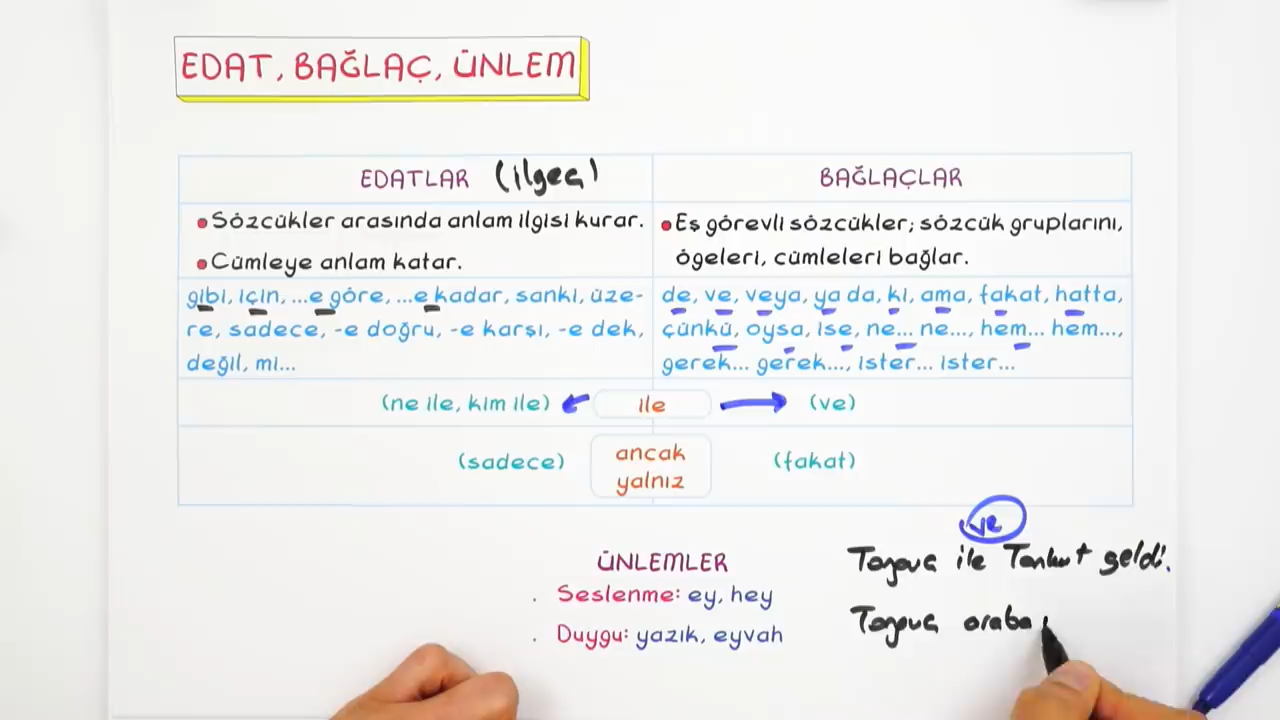 EDAT, BAĞLAÇ, ÜNLEM
EDATLAR (ilgeç)
• Sözcükler arasında anlam ilgisi kurar.
• Cümleye anlam katar.
gibi, için, ...e göre, ...e kadar, sanki, üze-
re, sadece, -e doğru, -e karşı, -e dek,
değil, mi...
BAĞLAÇLAR
• Eş görevli sözcükler; sözcük gruplarını,
ögeleri, cümleleri bağlar.
de, ve, veya, ya da, ki, ama, fakat, hatta,
çünkü, oysa, ise, ne... ne..., hem... hem...,
gerek... gerek..., ister... ister...
(ne ile, kim ile) ile (ve)
(sadece) ancak yalnız (fakat)
ÜNLEMLER
. Seslenme: ey, hey
. Duygu: yazık, eyvah
ve
ile Tonkut geldi.
araba